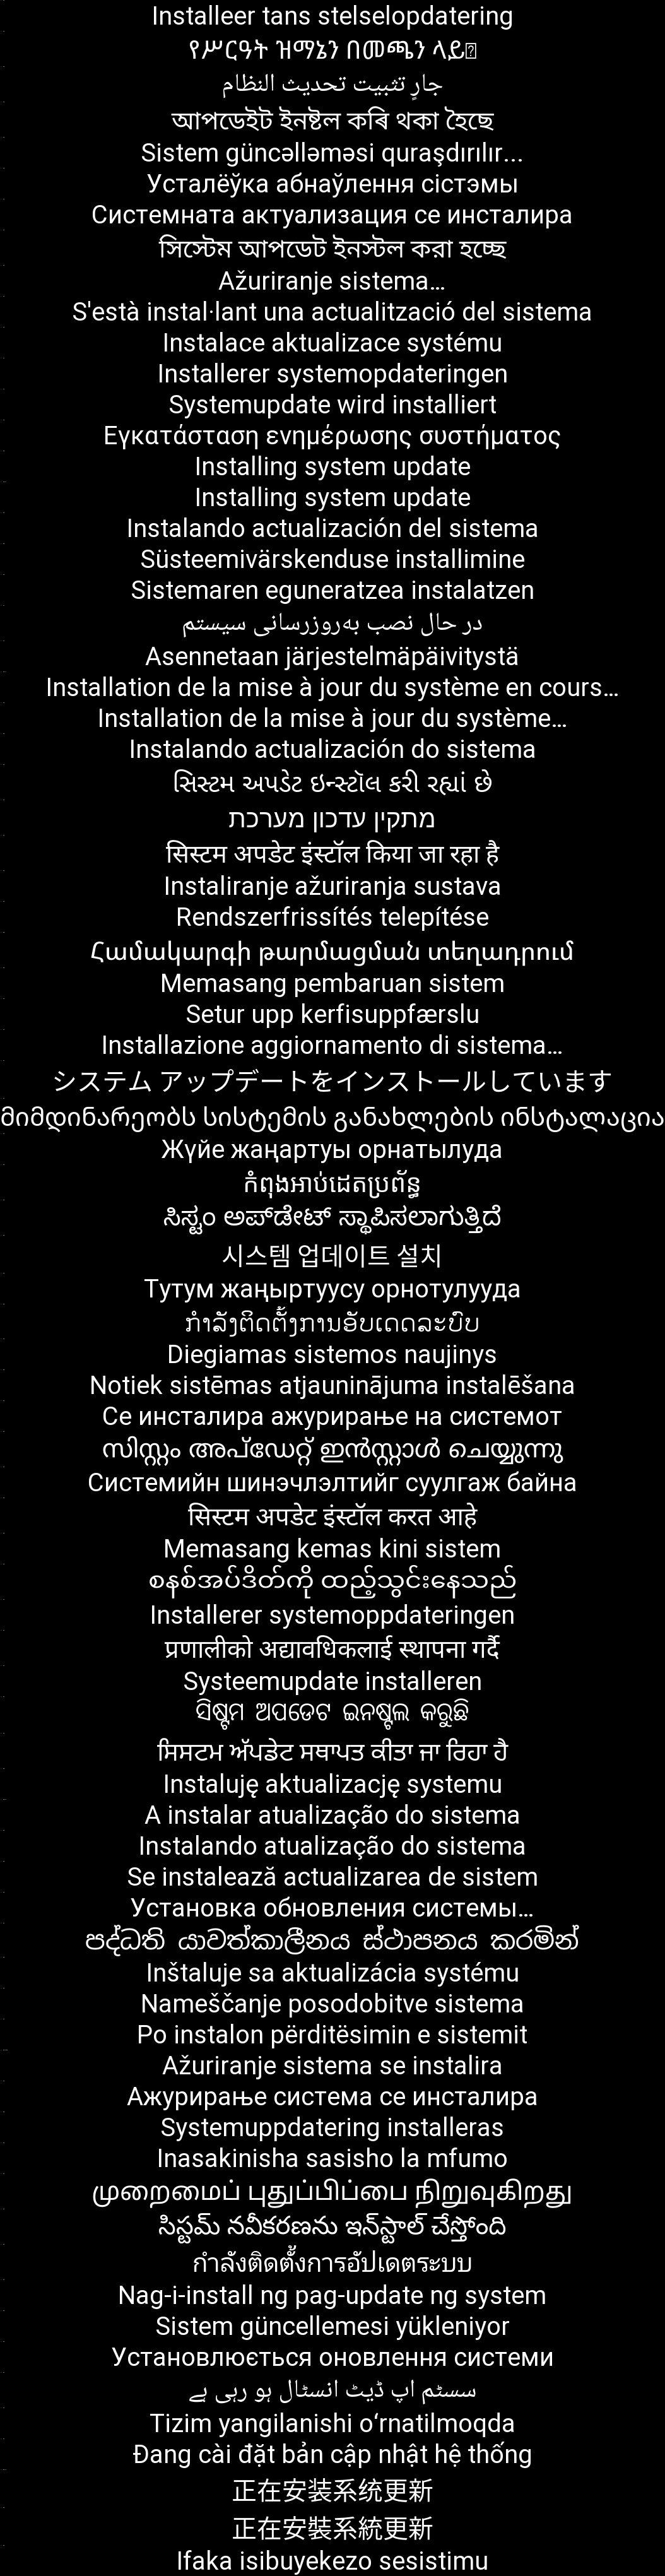 Installeer tans stelselopdatering
የሥርዓት ዝማኔን በመጫን ላይ
جارٍ تثبيت تحديث النظام
আপডেইট ইনষ্টল কৰি থকা হৈছে
Sistem güncəlləməsi quraşdırılır...
Усталёўка абнаўлення сістэмы
Системната актуализация се инсталира
সিস্টেম আপডেট ইনস্টল করা হচ্ছে
Ažuriranje sistema…
S'està instal·lant una actualització del sistema
Instalace aktualizace systému
Installerer systemopdateringen
Systemupdate wird installiert
Εγκατάσταση ενημέρωσης συστήματος
Installing system update
Installing system update
Instalando actualización del sistema
Süsteemivärskenduse installimine
Sistemaren eguneratzea instalatzen
در حال نصب به‌روزرسانی سیستم
Asennetaan järjestelmäpäivitystä
Installation de la mise à jour du système en cours…
Installation de la mise à jour du système…
Instalando actualización do sistema
સિસ્ટમ અપડેટ ઇન્સ્ટૉલ કરી રહ્યાં છે
מתקין עדכון מערכת
सिस्टम अपडेट इंस्टॉल किया जा रहा है
Instaliranje ažuriranja sustava
Rendszerfrissítés telepítése
Համակարգի թարմացման տեղադրում
Memasang pembaruan sistem
Setur upp kerfisuppfærslu
Installazione aggiornamento di sistema…
システム アップデートをインストールしています
მიმდინარეობს სისტემის განახლების ინსტალაცია
Жүйе жаңартуы орнатылуда
កំពុងអាប់ដេតប្រព័ន្ធ
ಸಿಸ್ಟಂ ಅಪ್‌ಡೇಟ್‌ ಸ್ಥಾಪಿಸಲಾಗುತ್ತಿದೆ
시스템 업데이트 설치
Тутум жаңыртуусу орнотулууда
ກຳລັງຕິດຕັ້ງການອັບເດດລະບົບ
Diegiamas sistemos naujinys
Notiek sistēmas atjauninājuma instalēšana
Се инсталира ажурирање на системот
സിസ്റ്റം അപ്‌ഡേറ്റ് ഇൻസ്റ്റാൾ ചെയ്യുന്നു
Системийн шинэчлэлтийг суулгаж байна
सिस्टम अपडेट इंस्टॉल करत आहे
Memasang kemas kini sistem
စနစ်အပ်ဒိတ်ကို ထည့်သွင်းနေသည်
Installerer systemoppdateringen
प्रणालीको अद्यावधिकलाई स्थापना गर्दै
Systeemupdate installeren
ସିଷ୍ଟମ ଅପଡେଟ ଇନଷ୍ଟଲ କରୁଛି
ਸਿਸਟਮ ਅੱਪਡੇਟ ਸਥਾਪਤ ਕੀਤਾ ਜਾ ਰਿਹਾ ਹੈ
Instaluję aktualizację systemu
A instalar atualização do sistema
Instalando atualização do sistema
Se instalează actualizarea de sistem
Установка обновления системы…
පද්ධති යාවත්කාලීනය ස්ථාපනය කරමින්
Inštaluje sa aktualizácia systému
Nameščanje posodobitve sistema
Po instalon përditësimin e sistemit
Ažuriranje sistema se instalira
Ажурирање система се инсталира
Systemuppdatering installeras
Inasakinisha sasisho la mfumo
முறைமைப் புதுப்பிப்பை நிறுவுகிறது
సిస్టమ్ నవీకరణను ఇన్‌స్టాల్ చేస్తోంది
กำลังติดตั้งการอัปเดตระบบ
Nag-i-install ng pag-update ng system
Sistem güncellemesi yükleniyor
Установлюється оновлення системи
سسٹم اپ ڈیٹ انسٹال ہو رہی ہے
Tizim yangilanishi o‘rnatilmoqda
Đang cài đặt bản cập nhật hệ thống
正在安装系统更新
正在安裝系統更新
Ifaka isibuyekezo sesistimu